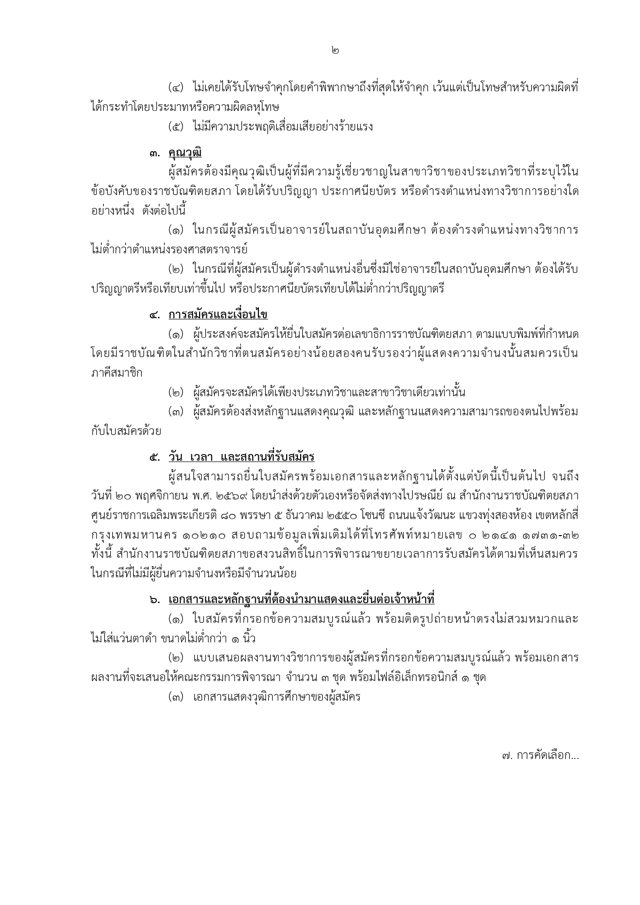 ๒
(๔) ไม่เคยได้รับโทษจำคุกโดยคำพิพากษาถึงที่สุดให้จำคุก เว้นแต่เป็นโทษสำหรับความผิดที่
ได้กระทำโดยประมาทหรือความผิดลหุโทษ
(๕) ไม่มีความประพฤติเสื่อมเสียอย่างร้ายแรง
๓. คุณวุฒิ
ผู้สมัครต้องมีคุณวุฒิเป็นผู้ที่มีความรู้เชี่ยวชาญในสาขาวิชาของประเภทวิชาที่ระบุไว้ใน
ข้อบังคับของราชบัณฑิตยสภา โดยได้รับปริญญา ประกาศนียบัตร หรือดำรงตำแหน่งทางวิชาการอย่างใด
อย่างหนึ่ง ดังต่อไปนี้
(๑) ในกรณีผู้สมัครเป็นอาจารย์ในสถาบันอุดมศึกษา ต้องดำรงตำแหน่งทางวิชาการ
ไม่ต่ำกว่าตำแหน่งรองศาสตราจารย์
(๒) ในกรณีที่ผู้สมัครเป็นผู้ดำรงตำแหน่งอื่นซึ่งมิใช่อาจารย์ในสถาบันอุดมศึกษา ต้องได้รับ
ปริญญาตรีหรือเทียบเท่าขึ้นไป หรือประกาศนียบัตรเทียบได้ไม่ต่ำกว่าปริญญาตรี
๔. การสมัครและเงื่อนไข
(๑) ผู้ประสงค์จะสมัครให้ยื่นใบสมัครต่อเลขาธิการราชบัณฑิตยสภา ตามแบบพิมพ์ที่กำหนด
โดยมีราชบัณฑิตในสำนักวิชาที่ตนสมัครอย่างน้อยสองคนรับรองว่าผู้แสดงความจำนงนั้นสมควรเป็น
ภาคีสมาชิก
(๒) ผู้สมัครจะสมัครได้เพียงประเภทวิชาและสาขาวิชาเดียวเท่านั้น
(๓) ผู้สมัครต้องส่งหลักฐานแสดงคุณวุฒิ และหลักฐานแสดงความสามารถของตนไปพร้อม
กับใบสมัครด้วย
๕. วัน เวลา และสถานที่รับสมัคร
ผู้สนใจสามารถยื่นใบสมัครพร้อมเอกสารและหลักฐานได้ตั้งแต่บัดนี้เป็นต้นไป จนถึง
วันที่ ๒๐ พฤศจิกายน พ.ศ. ๒๕๖๙ โดยนำส่งด้วยตัวเองหรือจัดส่งทางไปรษณีย์ ณ สำนักงานราชบัณฑิตยสภา
ศูนย์ราชการเฉลิมพระเกียรติ ๘๐ พรรษา ๕ ธันวาคม ๒๕๕๐ โซนซี ถนนแจ้งวัฒนะ แขวงทุ่งสองห้อง เขตหลักสี่
กรุงเทพมหานคร ๑๐๒๑๐ สอบถามข้อมูลเพิ่มเติมได้ที่โทรศัพท์หมายเลข ๐ ๒๑๔๑ ๑๗๓๑-๓๒
ทั้งนี้ สำนักงานราชบัณฑิตยสภาขอสงวนสิทธิ์ในการพิจารณาขยายเวลาการรับสมัครได้ตามที่เห็นสมควร
ในกรณีที่ไม่มีผู้ยื่นความจำนงหรือมีจำนวนน้อย
๖. เอกสารและหลักฐานที่ต้องนำมาแสดงและยื่นต่อเจ้าหน้าที่
(๑) ใบสมัครที่กรอกข้อความสมบูรณ์แล้ว พร้อมติดรูปถ่ายหน้าตรงไม่สวมหมวกและ
ไม่ใส่แว่นตาดำ ขนาดไม่ต่ำกว่า ๑ นิ้ว
(๒) แบบเสนอผลงานทางวิชาการของผู้สมัครที่กรอกข้อความสมบูรณ์แล้ว พร้อมเอกสาร
ผลงานที่จะเสนอให้คณะกรรมการพิจารณา จำนวน ๓ ชุด พร้อมไฟล์อิเล็กทรอนิกส์ ๑ ชุด
(๓) เอกสารแสดงวุฒิการศึกษาของผู้สมัคร
๗. การคัดเลือก...